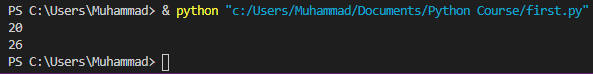 PS C:\Users\Muhammad> & python "c:/Users/Muhammad/Documents/Python Course/first.py"
20
26
PS C:\Users\Muhammad>